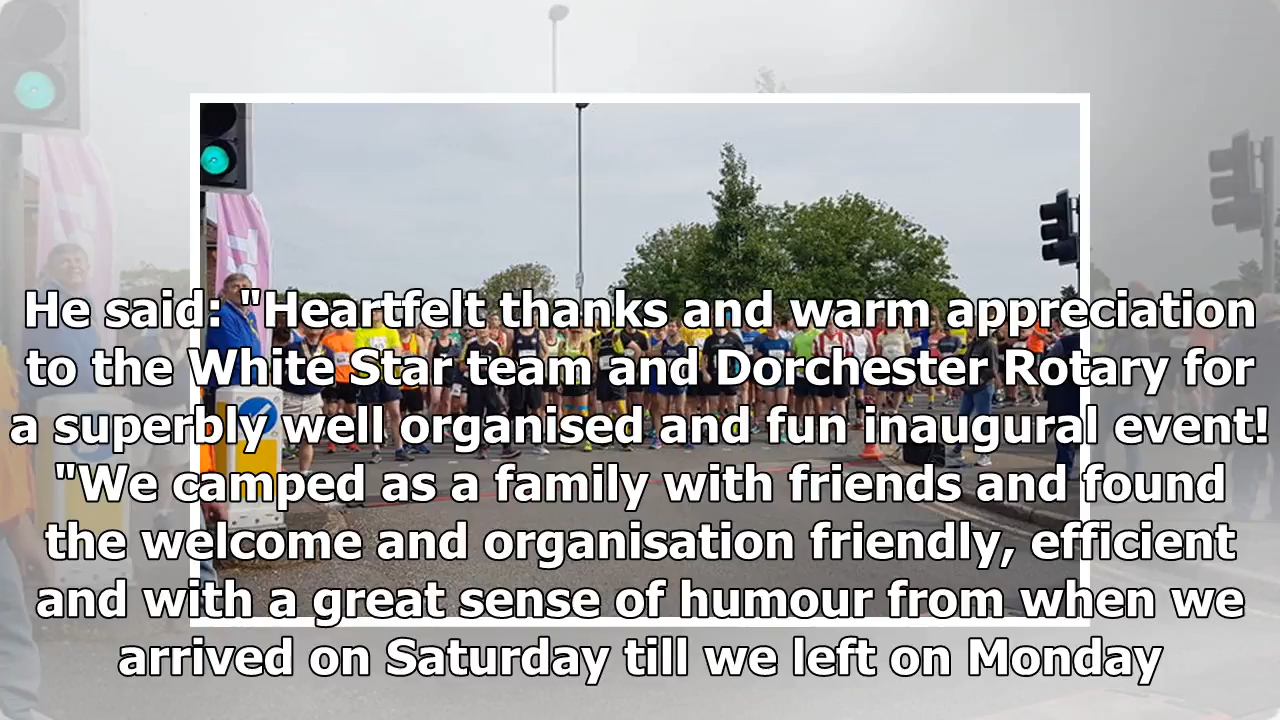 He said: "Heartfelt thanks and warm appreciation
to the White Star team and Dorchester Rotary for
a superbly well organised and fun inaugural event!
"We camped as a family with friends and found
the welcome and organisation friendly, efficient
and with a great sense of humour from when we
arrived on Saturday till we left on Monday